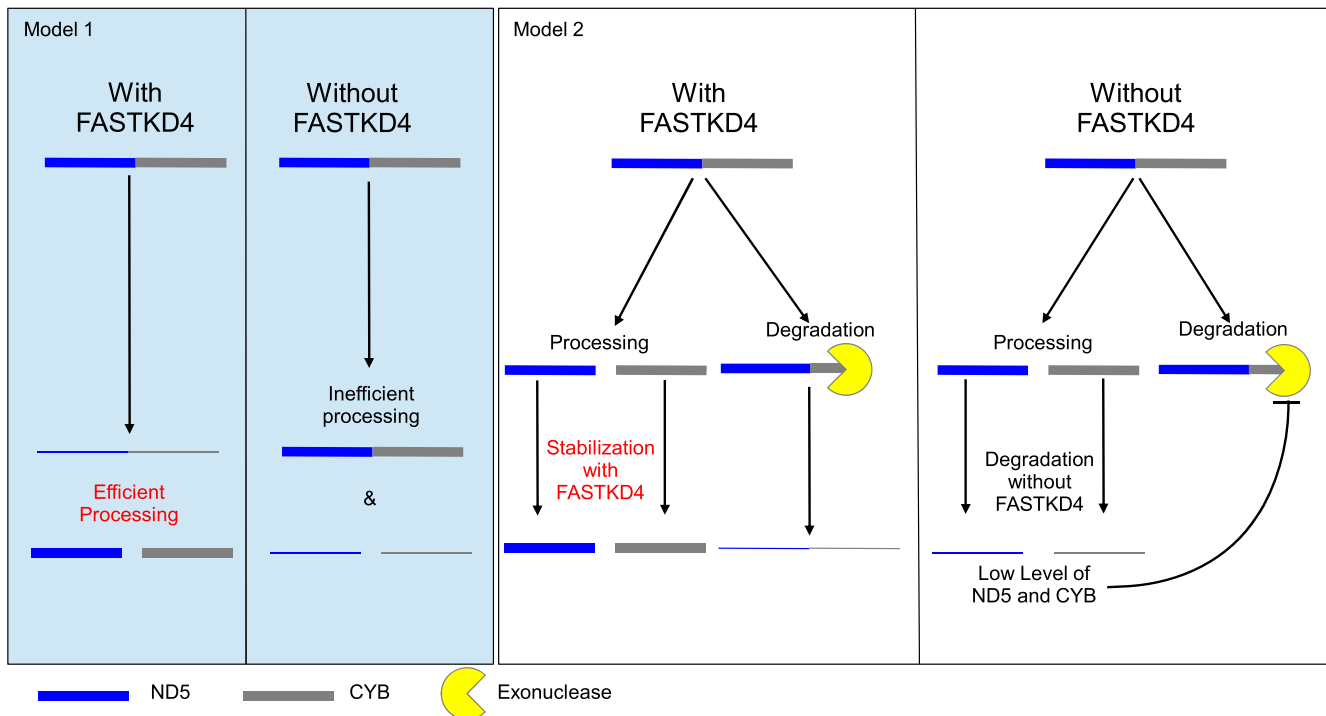 Model 1
With
FASTKD4
Without
FASTKD4
Inefficient
processing
Efficient
Processing
&
Model 2
With
FASTKD4
Processing
Degradation
Stabilization
with
FASTKD4
Without
FASTKD4
Processing
Degradation
Degradation
without
FASTKD4
Low Level of
ND5 and CYB
ND5
CYB
Exonuclease